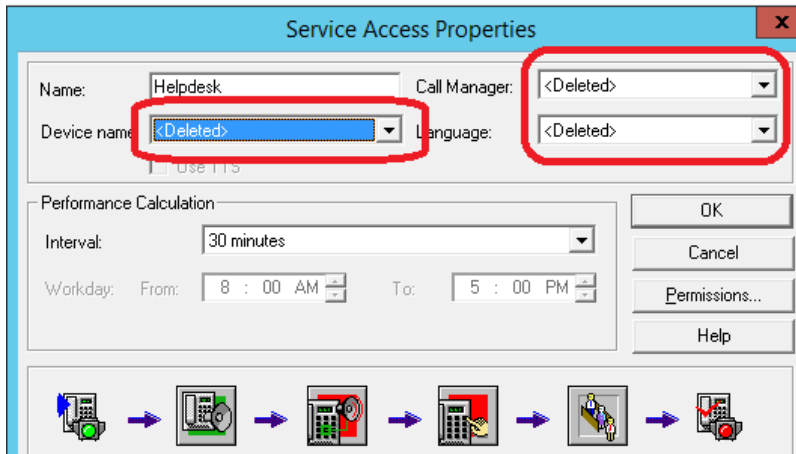 Service Access Properties
x
Name: Helpdesk Call Manager: <Deleted>
Device name <Deleted> Language: <Deleted>
Use TTS
Performance Calculation
Interval: 30 minutes
Workday: From: 8 : 00 AM To: 5 : 00 PM
OK
Cancel
Permissions...
Help